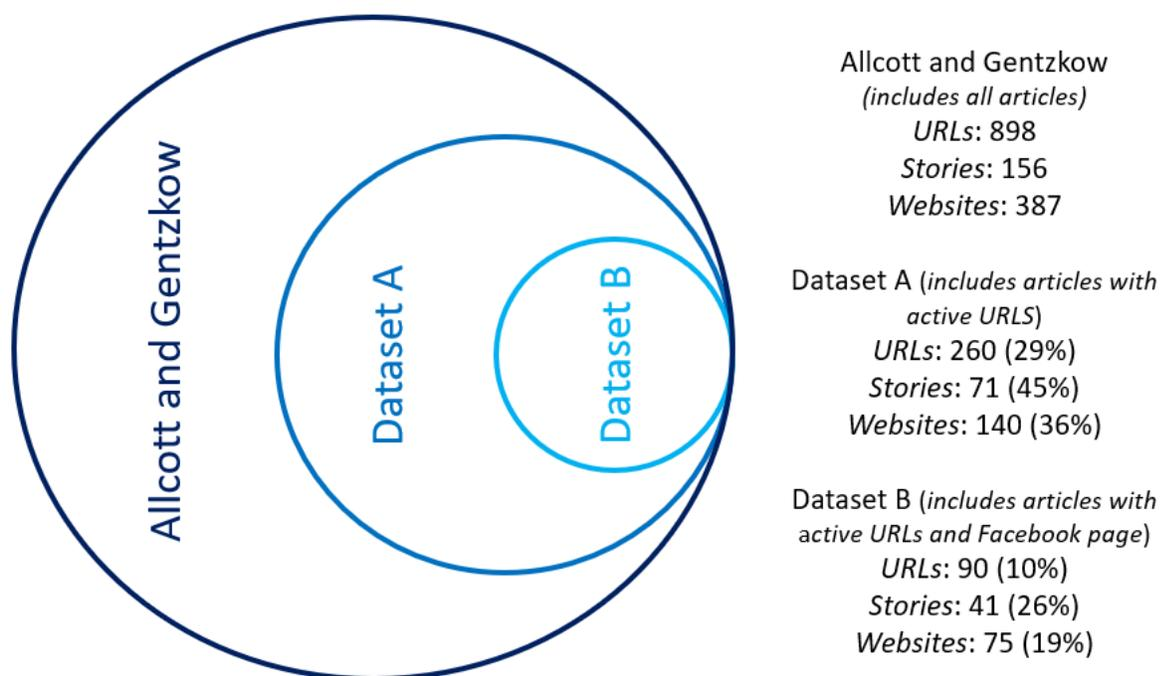 Allcott and Gentzkow
Dataset A
Dataset B
Allcott and Gentzkow
(includes all articles)
URLs: 898
Stories: 156
Websites: 387
Dataset A (includes articles with
active URLS)
URLs: 260 (29%)
Stories: 71 (45%)
Websites: 140 (36%)
Dataset B (includes articles with
active URLs and Facebook page)
URLs: 90 (10%)
Stories: 41 (26%)
Websites: 75 (19%)